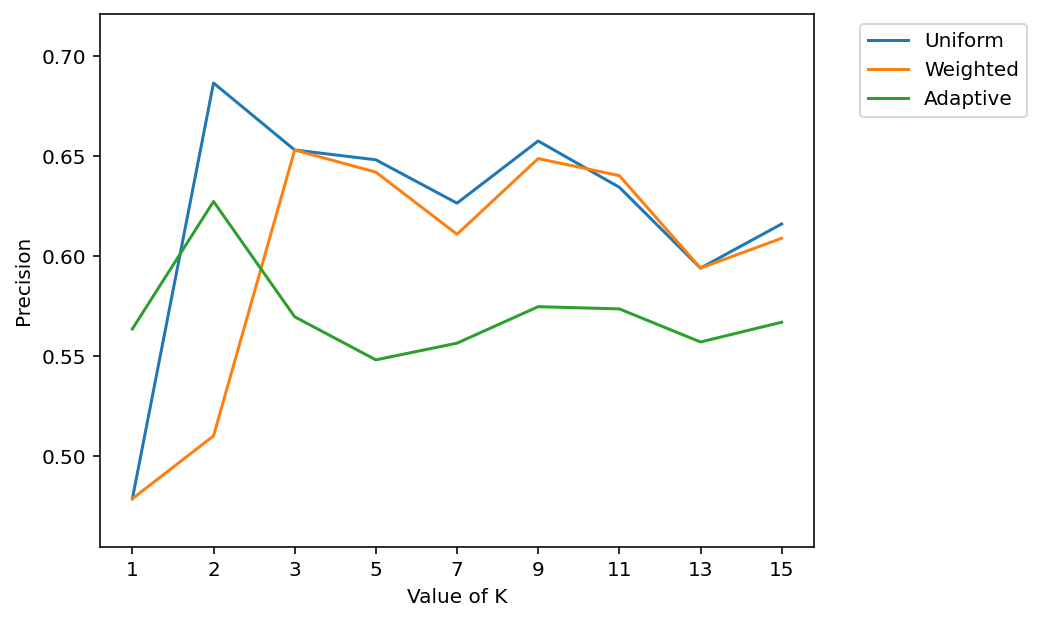 0.70
0.65
0.60
0.55
0.50
Precision
1 2 3 5 7 9 11 13 15
Value of K
Uniform
Weighted
Adaptive